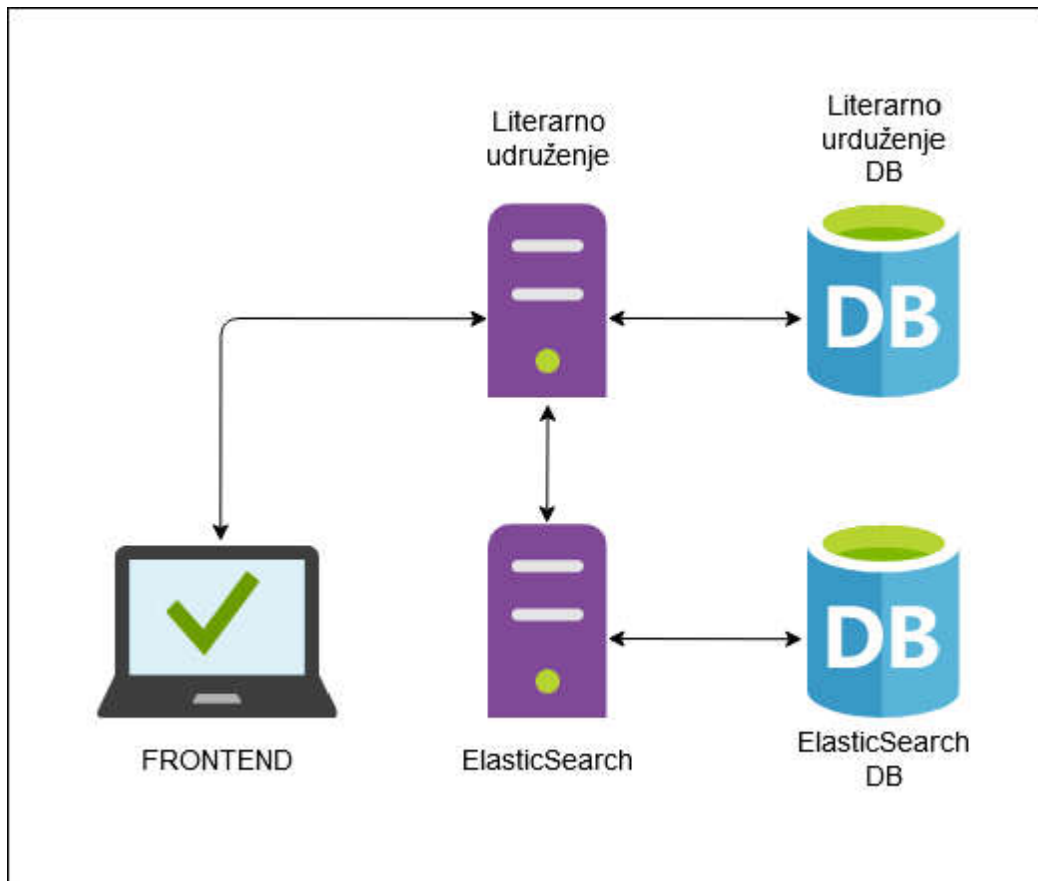 Literarno
udruženje
Literarno
urduženje
DB
DB
DB
FRONTEND
ElasticSearch
ElasticSearch
DB